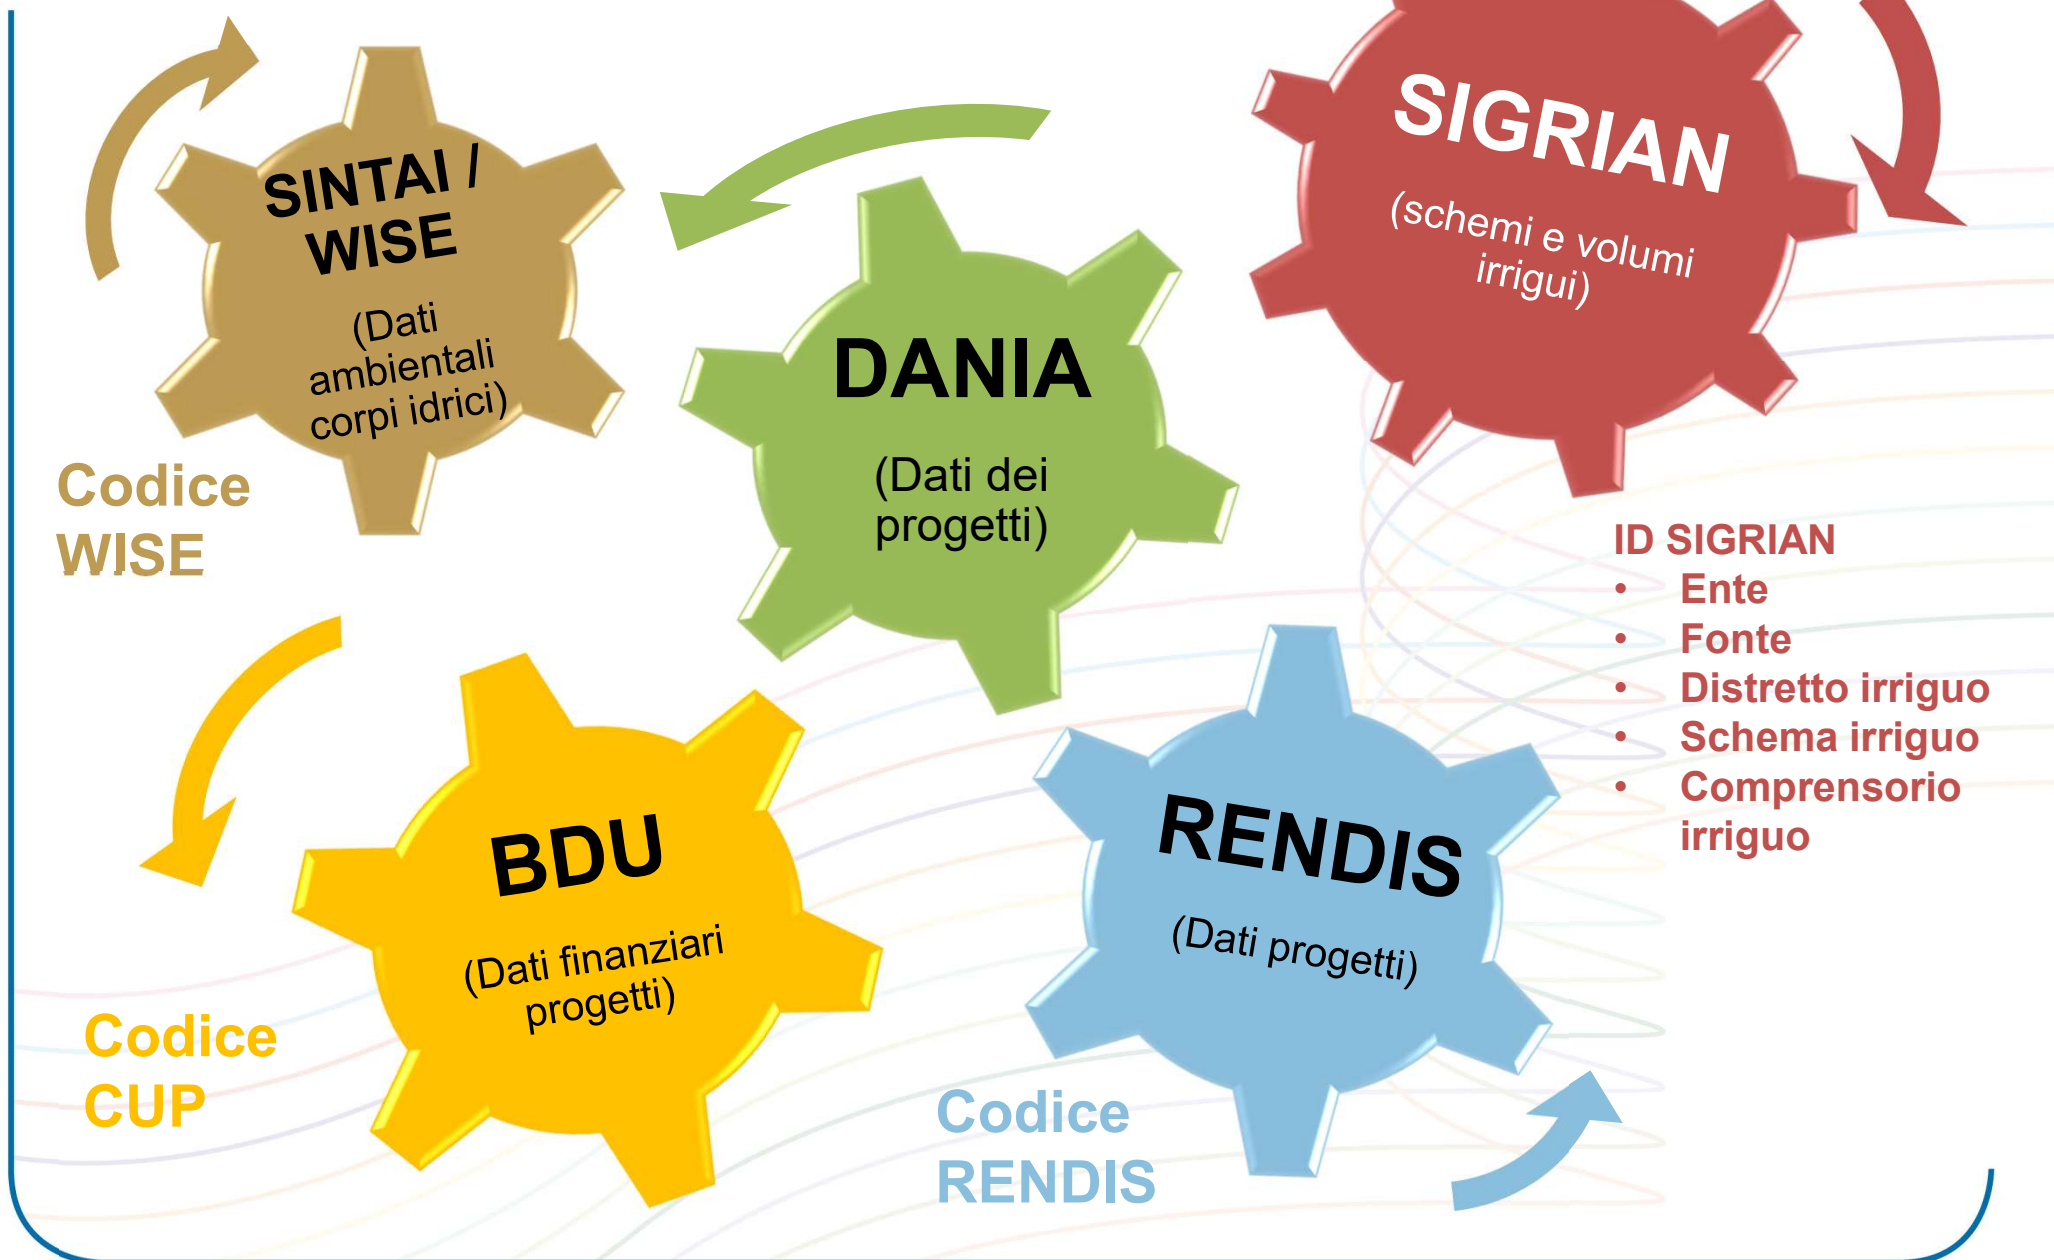 SINTAI /
WISE
(Dati
ambientali
corpi idrici)
Codice
WISE
DANIA
(Dati dei
progetti)
SIGRIAN
(schemi e volumi
irrigui)
ID SIGRIAN
• Ente
• Fonte
• Distretto irriguo
• Schema irriguo
• Comprensorio
irriguo
BDU
(Dati finanziari
progetti)
Codice
CUP
RENDIS
(Dati progetti)
Codice
RENDIS